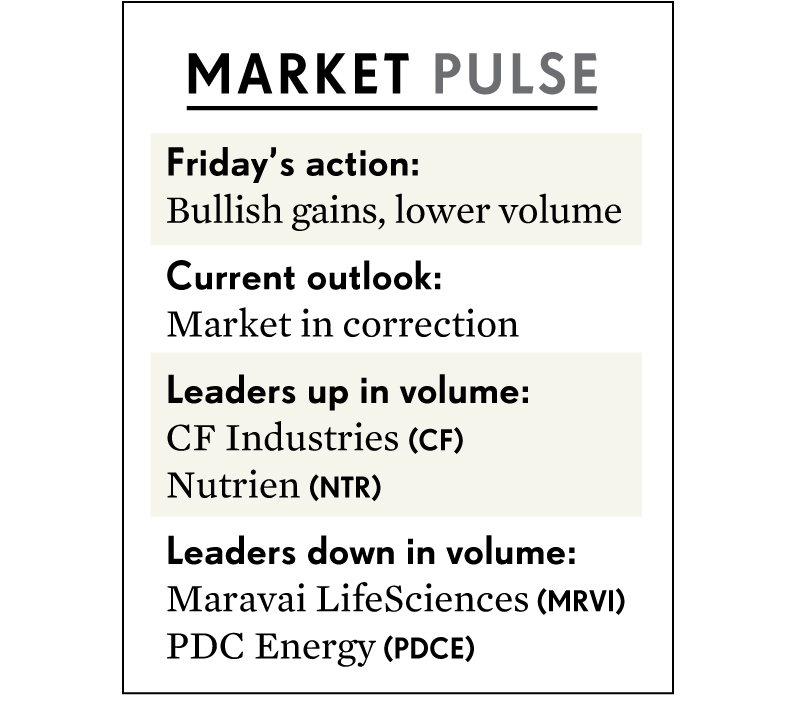 MARKET PULSE
Friday's action:
Bullish gains, lower volume
Current outlook:
Market in correction
Leaders up in volume:
CF Industries (CF)
Nutrien (NTR)
Leaders down in volume:
Maravai LifeSciences (MRVI)
PDC Energy (PDCE)